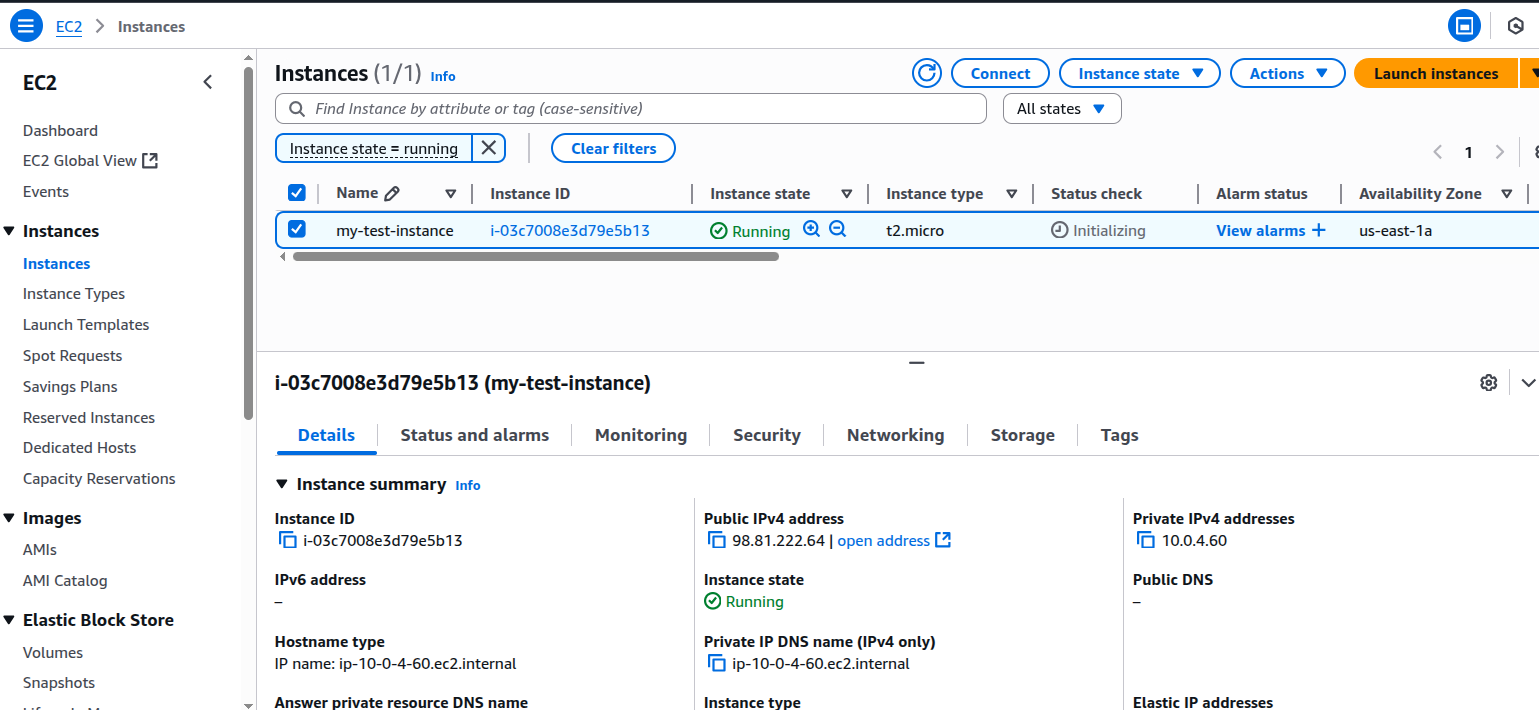 EC2 > Instances
EC2
Dashboard
EC2 Global View
Events
Instances
Instances
Instance Types
Launch Templates
Spot Requests
Savings Plans
Reserved Instances
Dedicated Hosts
Capacity Reservations
Images
AMIs
AMI Catalog
Elastic Block Store
Volumes
Snapshots
Instances (1/1) Info
Connect
Instance state
Actions
Launch instances
Find Instance by attribute or tag (case-sensitive)
All states
Instance state = running
Clear filters
1
Name Instance ID Instance state Instance type Status check Alarm status Availability Zone
my-test-instance i-03c7008e3d79e5b13 Running t2.micro Initializing View alarms + us-east-1a
i-03c7008e3d79e5b13 (my-test-instance)
Details Status and alarms Monitoring Security Networking Storage Tags
Instance summary Info
Instance ID
i-03c7008e3d79e5b13
Public IPv4 address
98.81.222.64 | open address
Private IPv4 addresses
10.0.4.60
IPv6 address
–
Instance state
Running
Public DNS
–
Hostname type
IP name: ip-10-0-4-60.ec2.internal
Private IP DNS name (IPv4 only)
ip-10-0-4-60.ec2.internal
Answer private resource DNS name
Instance type
Elastic IP addresses